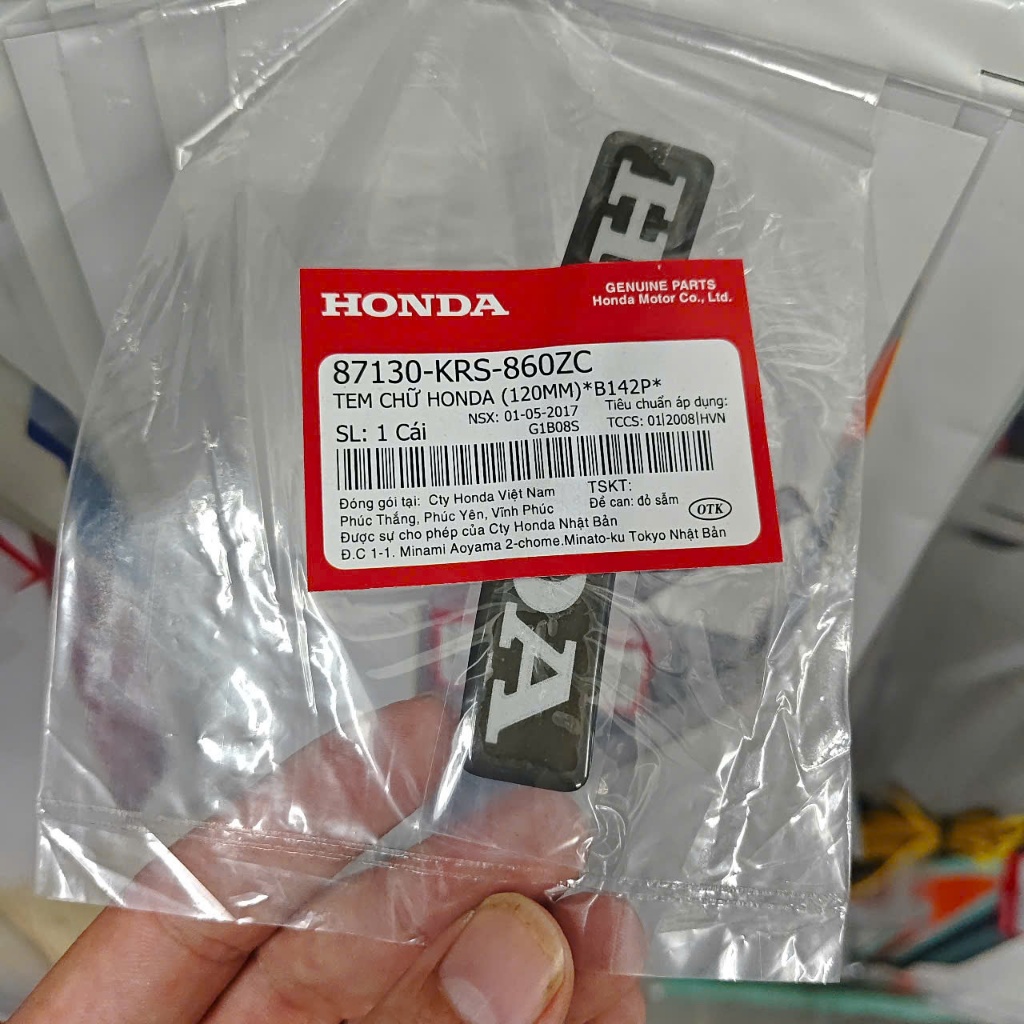 HONDA
GENUINE PARTS
Honda Motor Co., Ltd.
87130-KRS-860ZC
TEM CHỮ HONDA (120MM)*B142P*
NSX: 01-05-2017
Tiêu chuẩn áp dụng:
SL: 1 Cái
G1B08S
TCCS: 01|2008|HVN
Đóng gói tại: Cty Honda Việt Nam
TSKT:
Phúc Thắng, Phúc Yên, Vĩnh Phúc
Đề can: đỏ sẫm
OTK
Được sự cho phép của Cty Honda Nhật Bản
Đ.C 1-1. Minami Aoyama 2-chome.Minato-ku Tokyo Nhật Bản